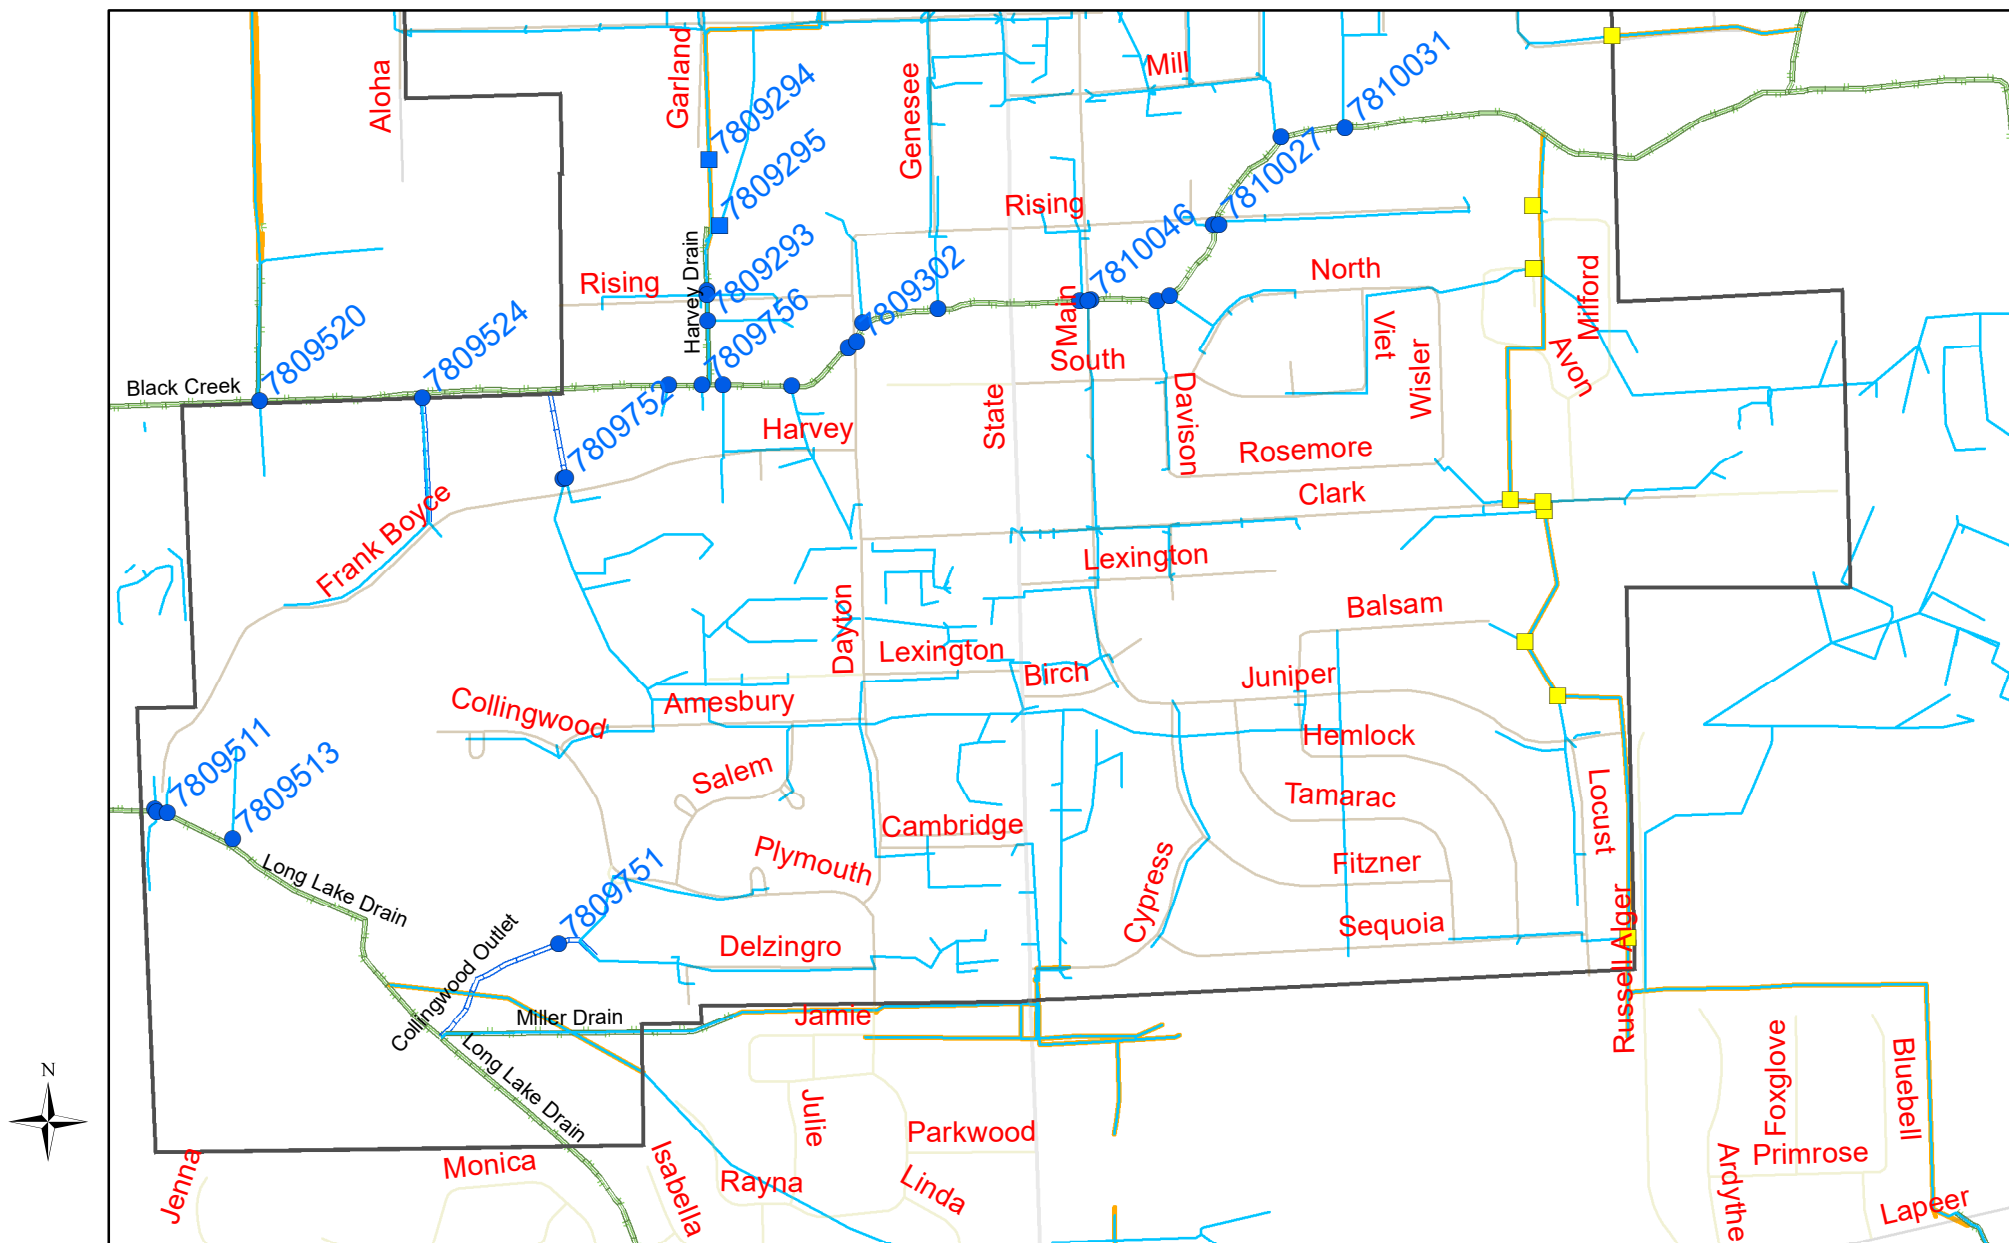 7810031
Mill
Garland
Aloha
7809294
Genesee
7809295
7810027
Rising
7810046
Harvey Drain
7809293
7809302
North
Milford
Rising
7809756
Main
Viet
7809520
7809524
South
Wisler
Avon
Black Creek
7809752
State
Davison
Harvey
Rosemore
Clark
Frank Boyce
Lexington
Balsam
Dayton
Lexington
Birch
Juniper
Collingwood
Amesbury
Hemlock
7809511
7809513
Salem
Tamarac
Locust
Cambridge
Plymouth
Fitzner
Cypress
7809751
Long Lake Drain
Sequoia
Delzingro
Russell Alger
Collingwood Outlet
Miller Drain
Jamie
N
Long Lake Drain
Foxglove
Bluebell
Julie
Parkwood
Primrose
Monica
Isabella
Jenna
Rayna
Linda
Ardythe
Lapeer